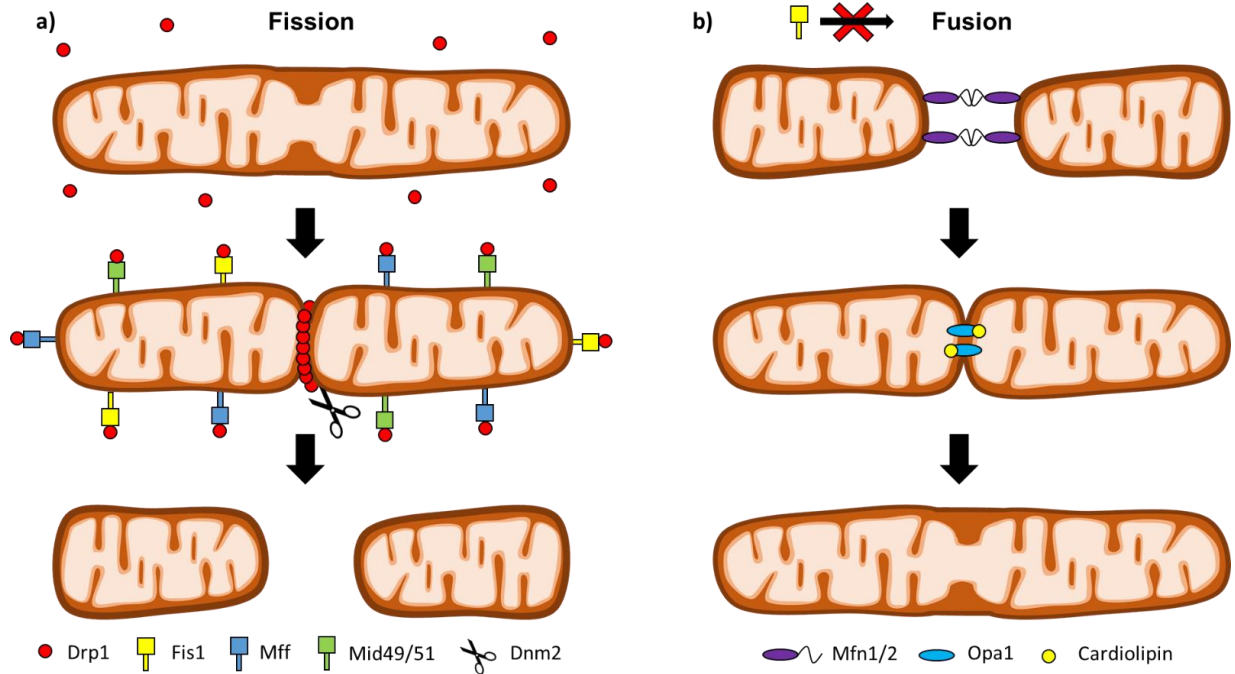 a) Fission
b) Fusion
Drp1 Fis1 Mff Mid49/51 Dnm2
Mfn1/2 Opa1 Cardiolipin